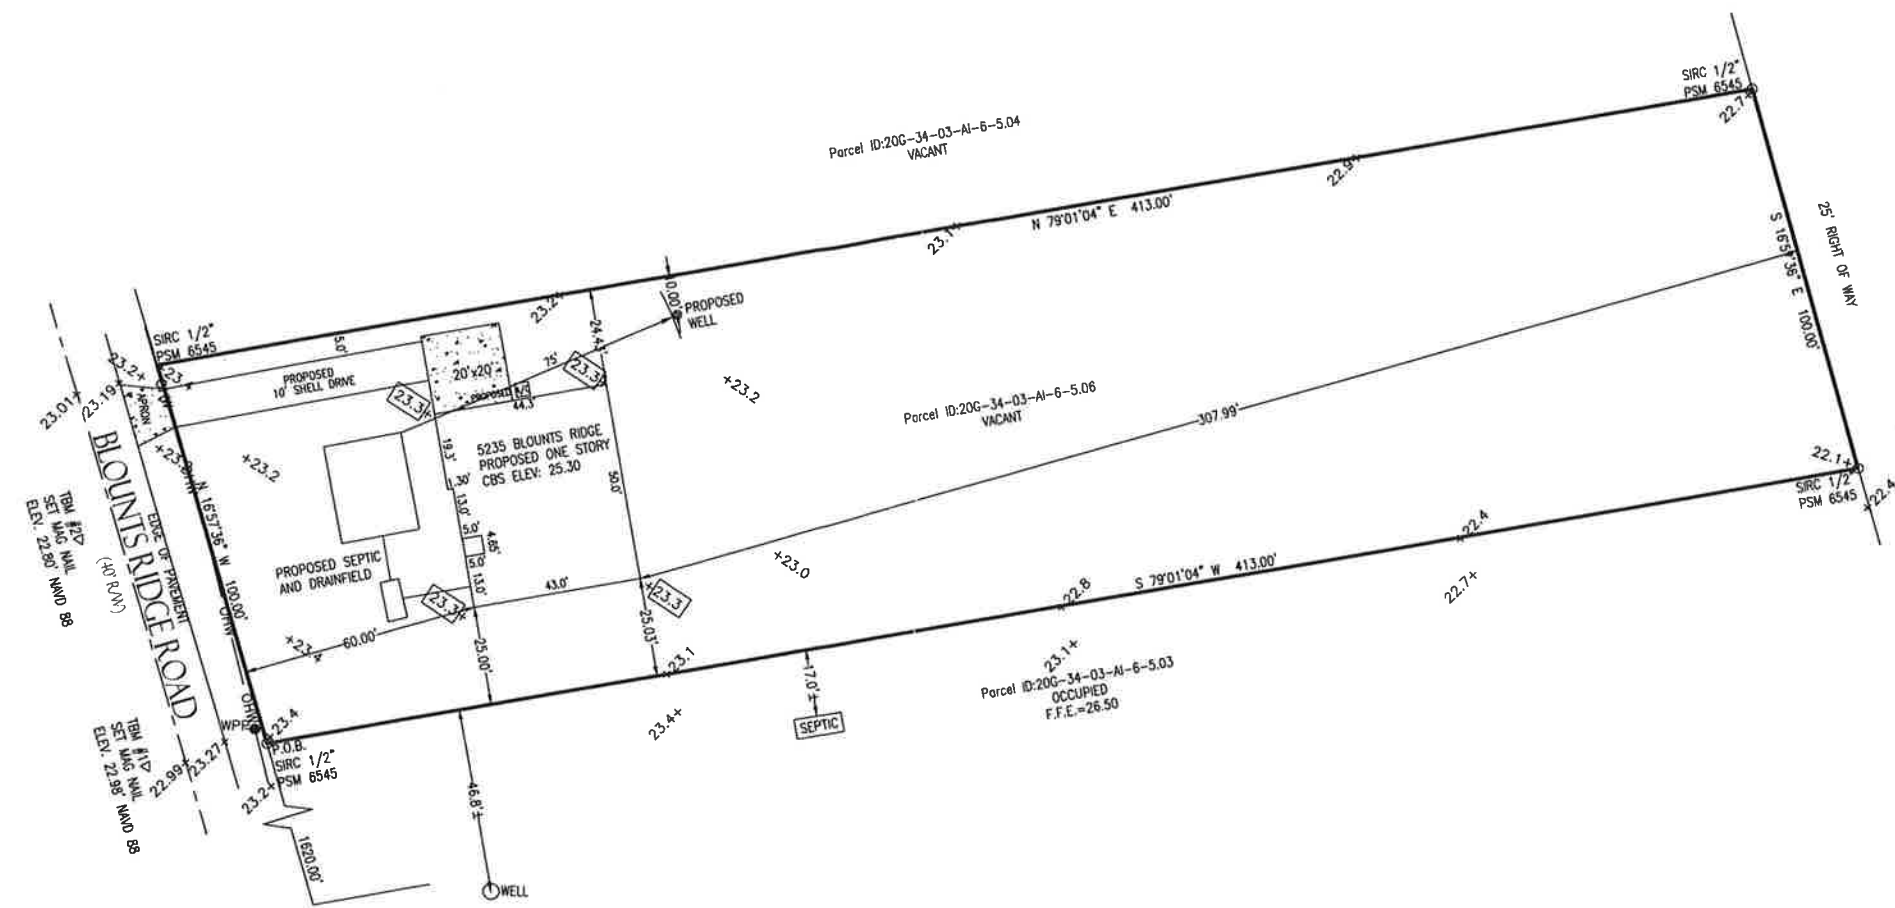 SIRC 1/2"
PSM 6545
22.7+
Parcel ID:20G-34-03-AI-6-5.04
VACANT
22.9+
N 79°01'04" E 413.00'
23.1+
25' RIGHT OF WAY
S 16°57'36" E 100.00'
23.2+
PROPOSED
WELL
24.43'
75'
SIRC 1/2"
PSM 6545
5.0'
PROPOSED
10' SHELL DRIVE
20'x20'
PROPOSED A/C
44.3'
23.3
23.3
+23.2
Parcel ID:20G-34-03-AI-6-5.06
VACANT
307.99'
23.2+
23.19
23.01+
APRON
+23.2
19.3'
5235 BLOUNTS RIDGE
PROPOSED ONE STORY
CBS ELEV: 25.30
1.30'
13.0'
5.0'
4.65'
5.0'
13.0'
50.0'
BLOUNTS RIDGE ROAD
(40' R/W)
EDGE OF PAVEMENT
TBM #2
SET MAG NAIL
ELEV. 22.80' NAVD 88
N 16°57'36" W 100.00'
OHW
OHW
PROPOSED SEPTIC
AND DRAINFIELD
23.3
43.0'
23.3
+23.0
22.1+
SIRC 1/2"
PSM 6545
22.4
22.4
S 79°01'04" W 413.00'
22.8
22.7+
+23.4
60.00'
25.00'
25.03'
23.1
17.0'±
SEPTIC
23.1+
Parcel ID:20G-34-03-AI-6-5.03
OCCUPIED
F.F.E.=26.50
23.4+
OHW
WPP
23.4
P.O.B.
SIRC 1/2"
PSM 6545
23.27
22.99+
23.2+
TBM #1
SET MAG NAIL
ELEV. 22.98' NAVD 88
46.8'±
1620.00'
WELL